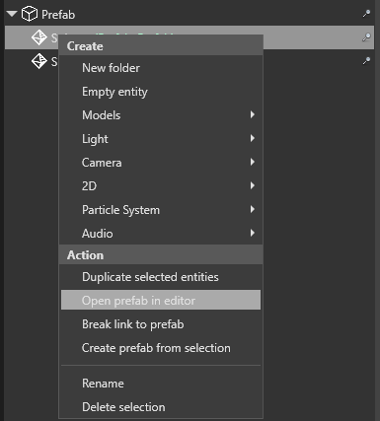 Prefab
Create
New folder
Empty entity
Models
Light
Camera
2D
Particle System
Audio
Action
Duplicate selected entities
Open prefab in editor
Break link to prefab
Create prefab from selection
Rename
Delete selection